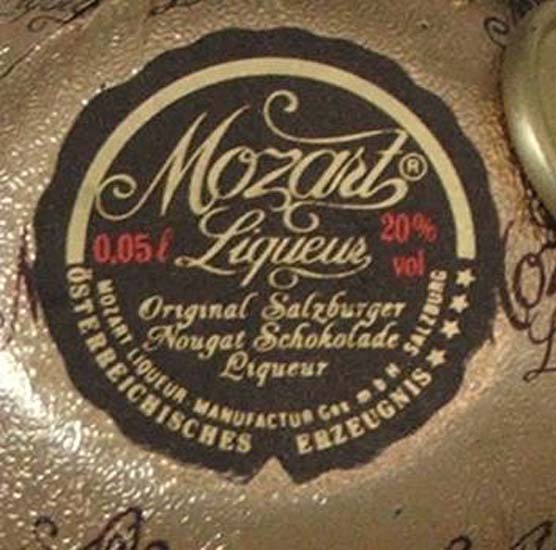 Mozart®
Liqueur
0,05 ℓ
20%
vol
Original Salzburger
Nougat Schokolade
Liqueur
MOZART LIQUEUR MANUFACTUR Ges. m.b.H. SALZBURG
ÖSTERREICHISCHES ERZEUGNIS ★★★★